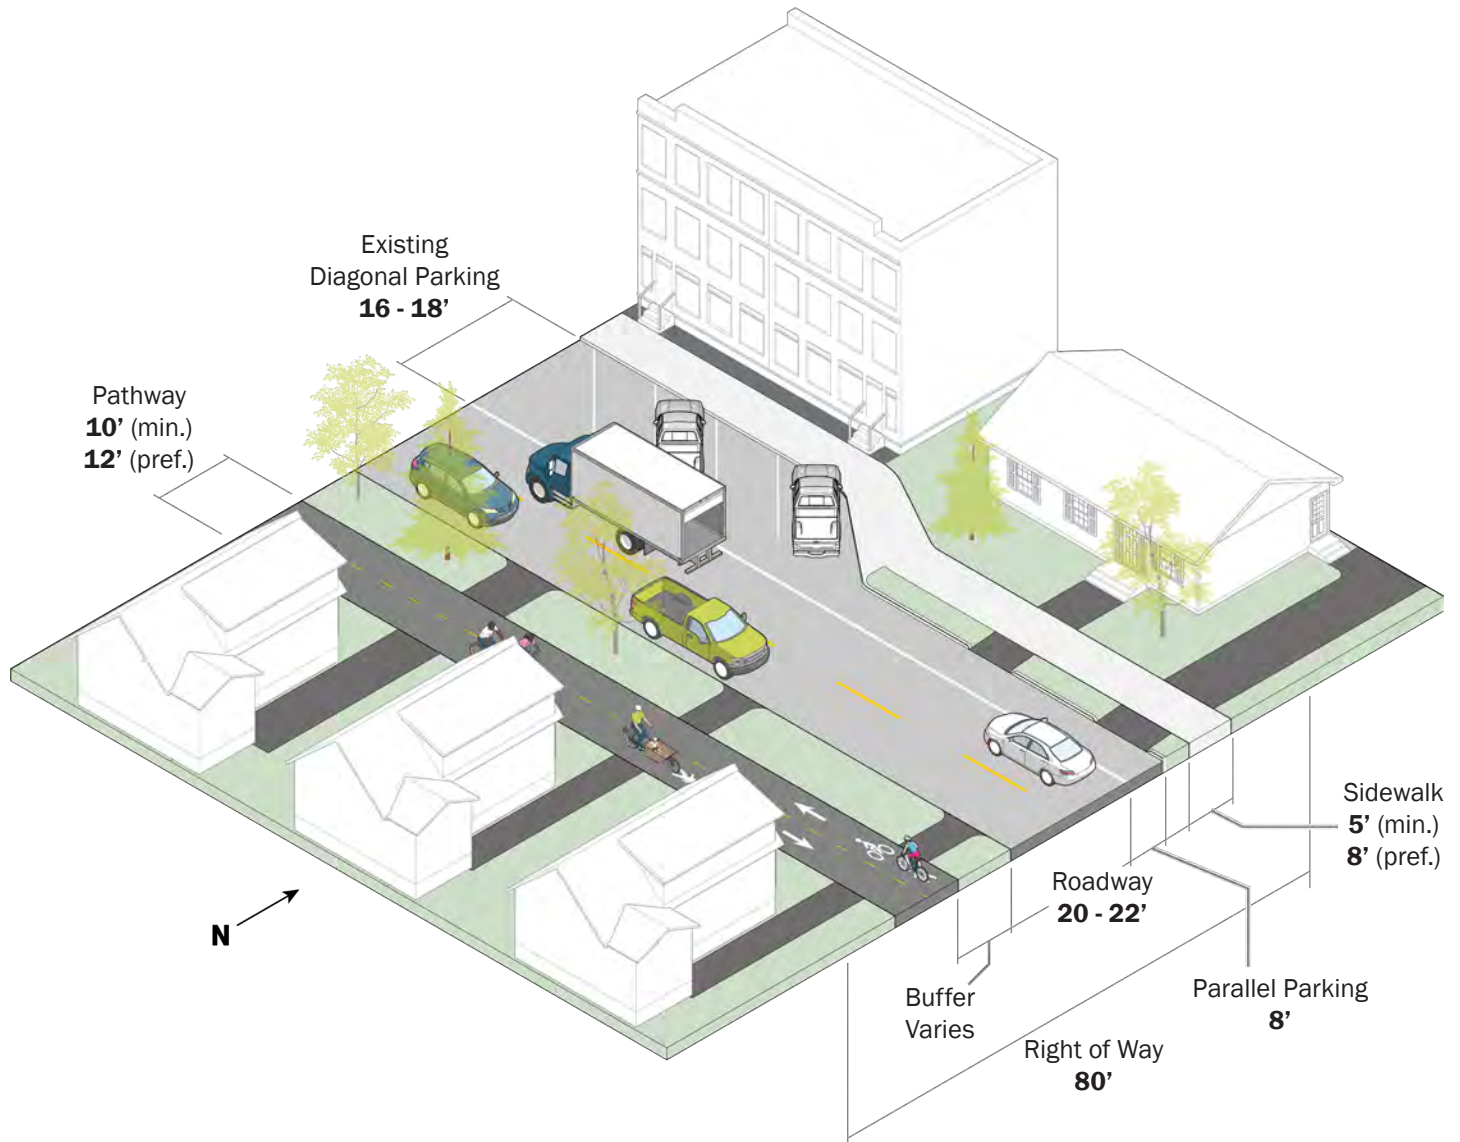 Existing
Diagonal Parking
16 - 18’
Pathway
10’ (min.)
12’ (pref.)
Sidewalk
5’ (min.)
8’ (pref.)
Roadway
20 - 22’
N
Parallel Parking
8’
Buffer
Varies
Right of Way
80’